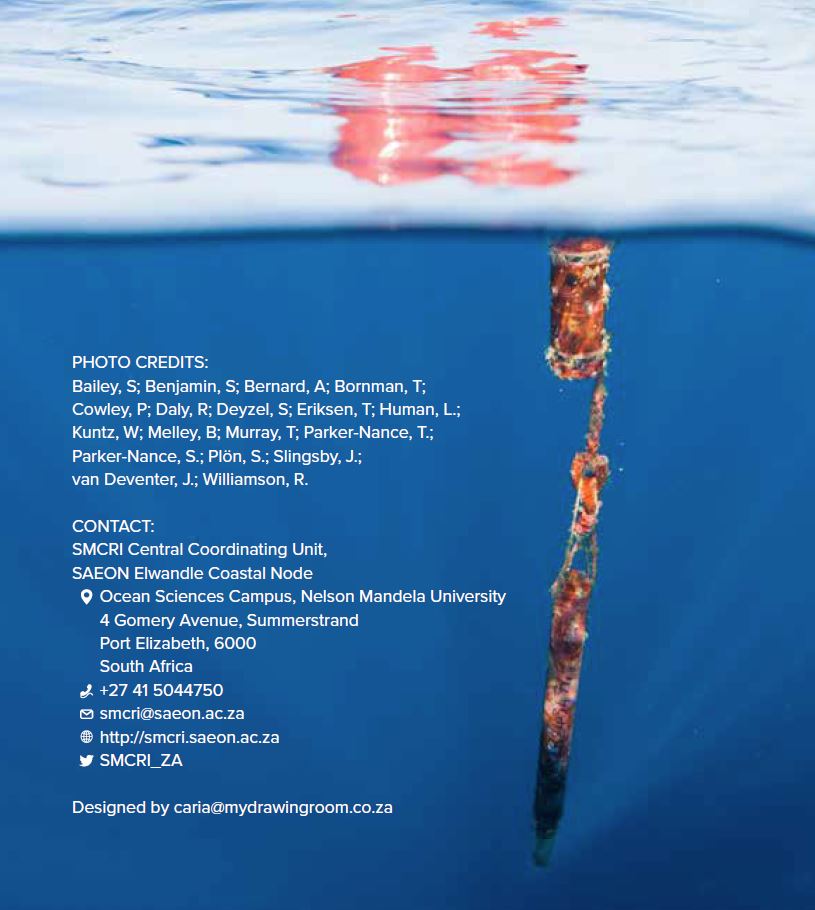 PHOTO CREDITS:
Bailey, S; Benjamin, S; Bernard, A; Bornman, T;
Cowley, P; Daly, R; Deyzel, S; Eriksen, T; Human, L.;
Kuntz, W; Melley, B; Murray, T; Parker-Nance, T.;
Parker-Nance, S.; Plön, S.; Slingsby, J.;
van Deventer, J.; Williamson, R.
CONTACT:
SMCRI Central Coordinating Unit,
SAEON Elwandle Coastal Node
Ocean Sciences Campus, Nelson Mandela University
4 Gomery Avenue, Summerstrand
Port Elizabeth, 6000
South Africa
+27 41 5044750
smcri@saeon.ac.za
http://smcri.saeon.ac.za
SMCRI_ZA
Designed by caria@mydrawingroom.co.za